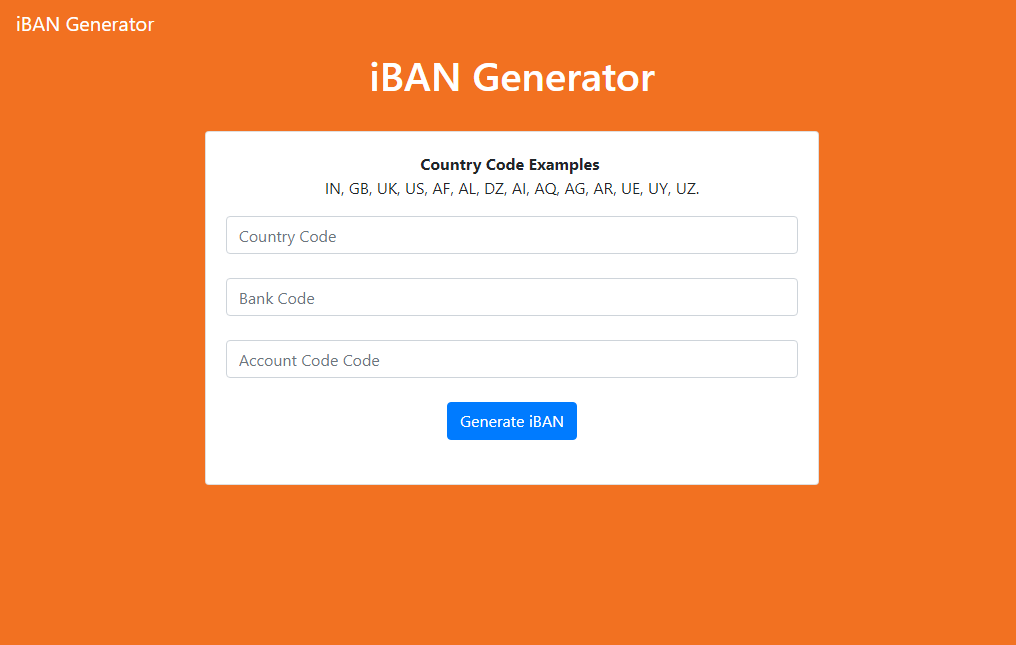 iBAN Generator
iBAN Generator
Country Code Examples
IN, GB, UK, US, AF, AL, DZ, AI, AQ, AG, AR, UE, UY, UZ.
Country Code
Bank Code
Account Code Code
Generate iBAN